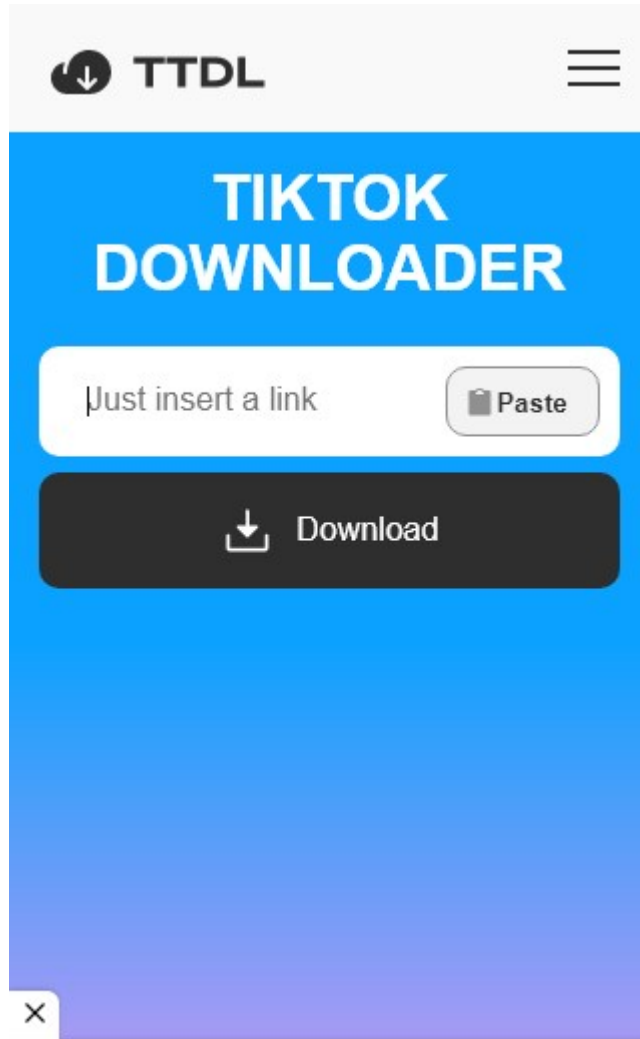 TTDL
TIKTOK
DOWNLOADER
Just insert a link
Paste
Download